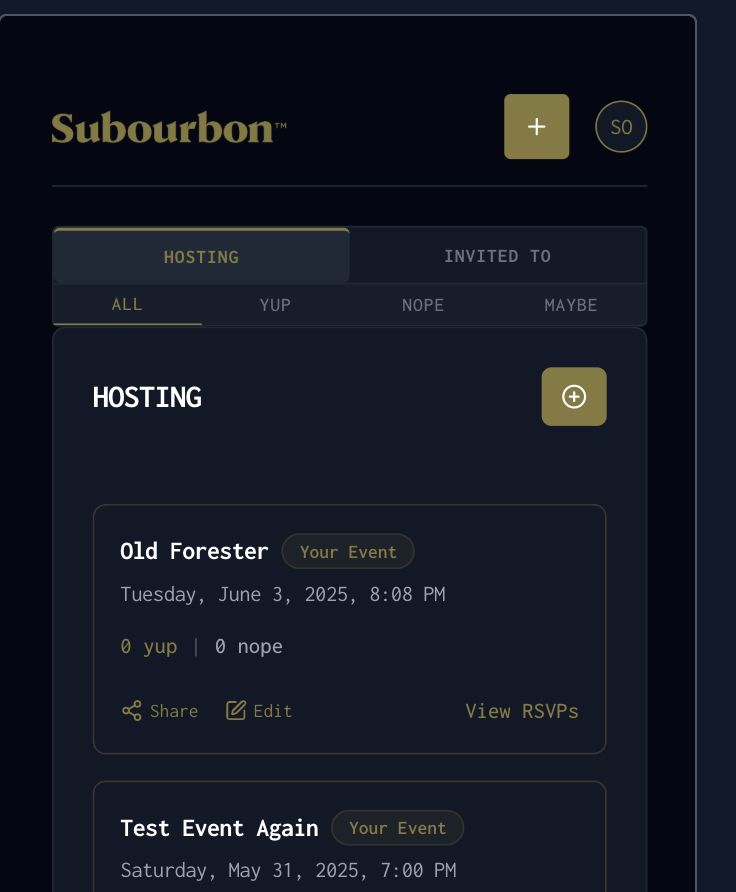 Subourbon™
+
SO
HOSTING
INVITED TO
ALL
YUP
NOPE
MAYBE
HOSTING
Old Forester
Your Event
Tuesday, June 3, 2025, 8:08 PM
0 yup | 0 nope
Share
Edit
View RSVPs
Test Event Again
Your Event
Saturday, May 31, 2025, 7:00 PM